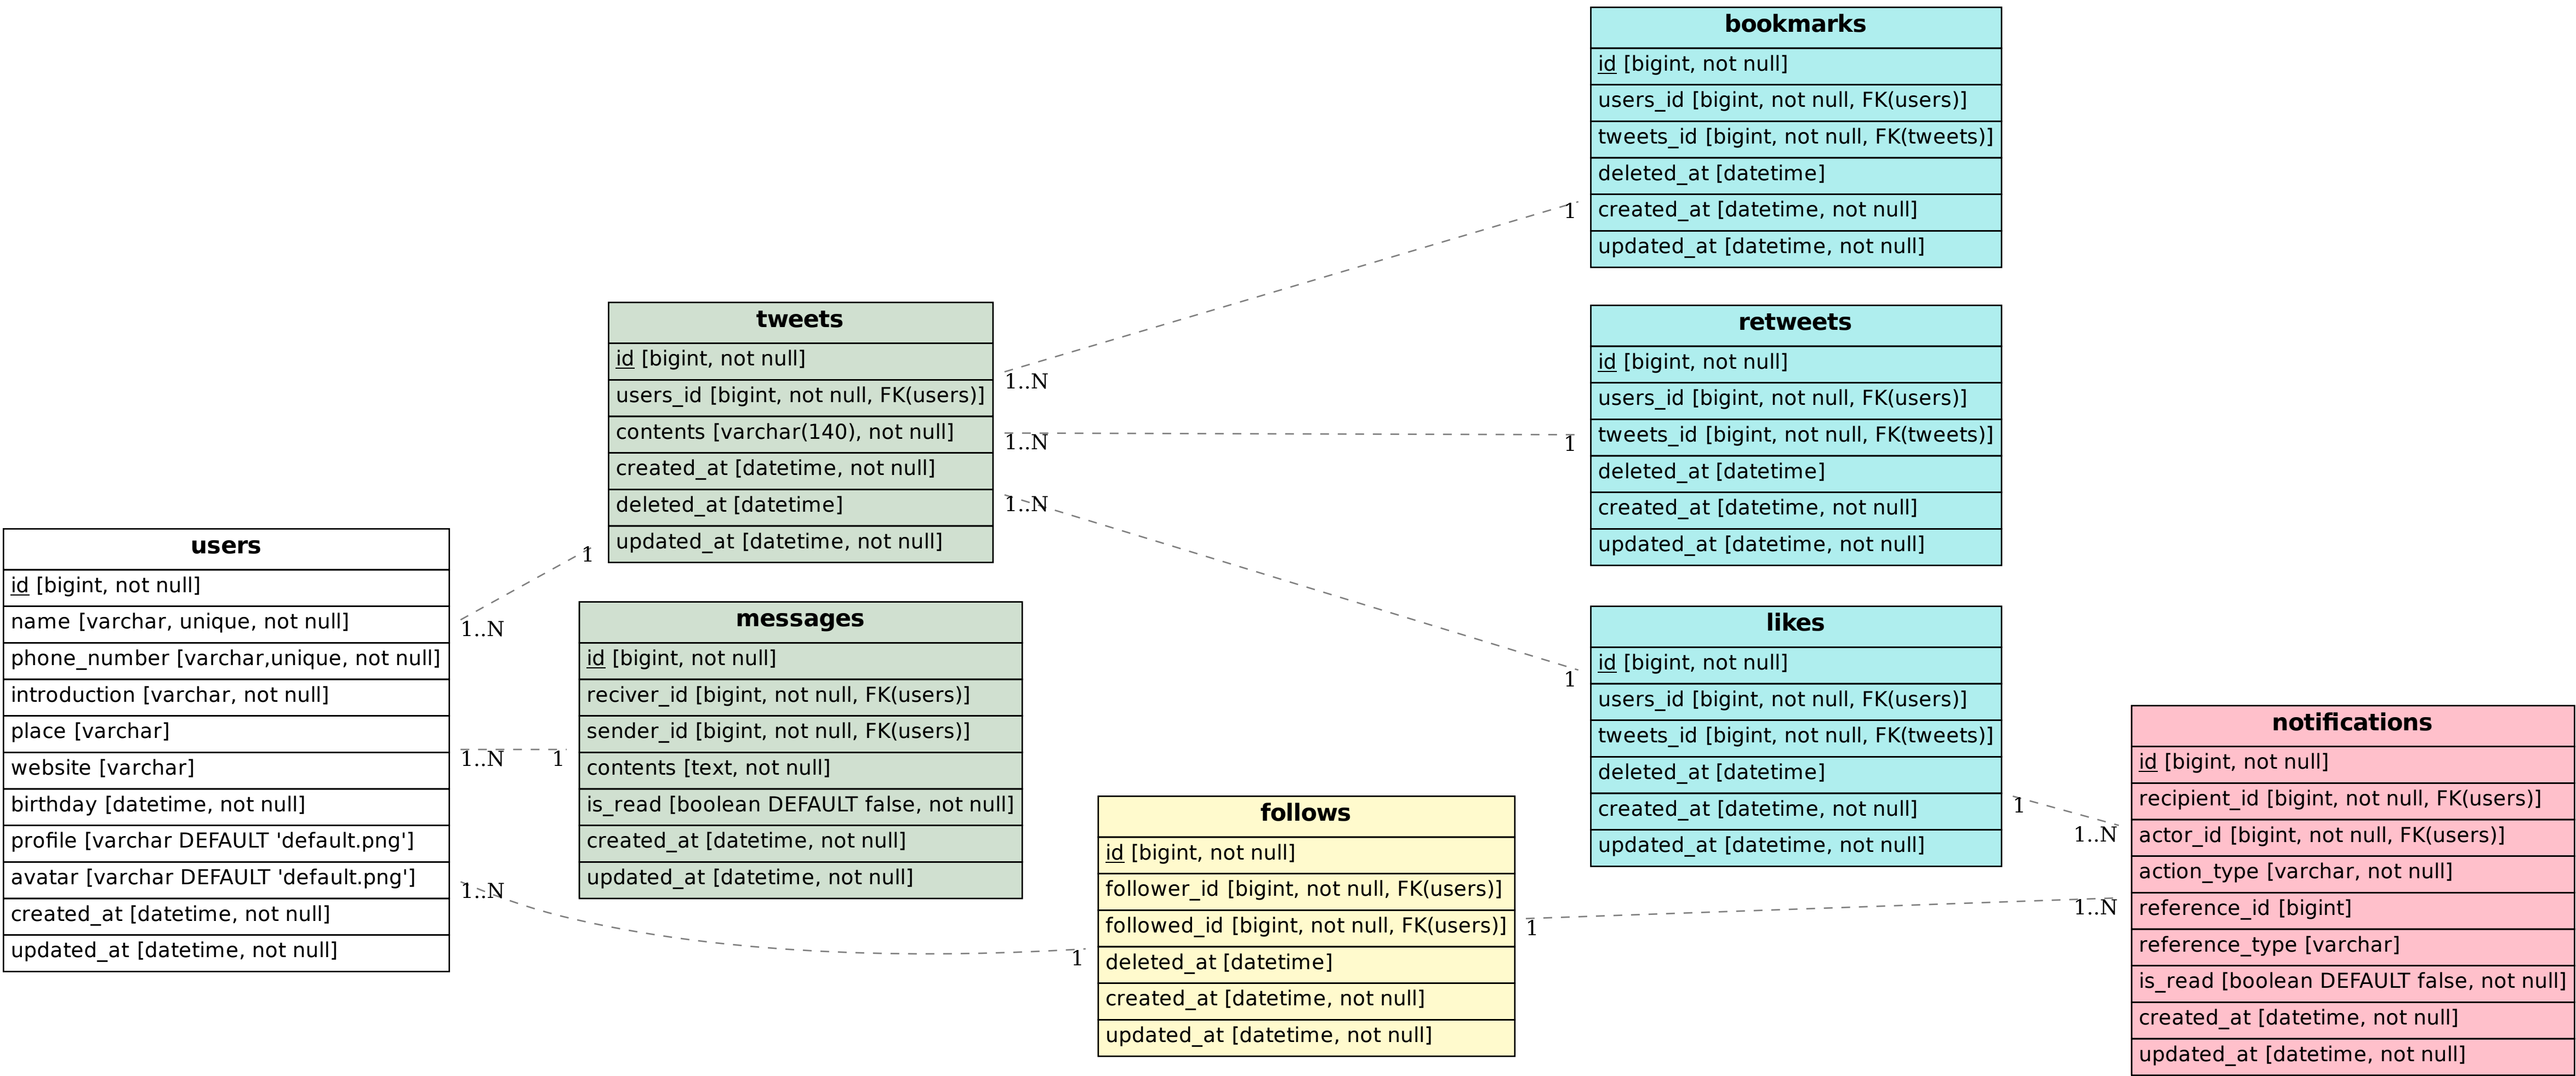 users
id [bigint, not null]
name [varchar, unique, not null]
phone_number [varchar,unique, not null]
introduction [varchar, not null]
place [varchar]
website [varchar]
birthday [datetime, not null]
profile [varchar DEFAULT 'default.png']
avatar [varchar DEFAULT 'default.png']
created_at [datetime, not null]
updated_at [datetime, not null]
1..N
1
1..N
1
1..N
1
tweets
id [bigint, not null]
users_id [bigint, not null, FK(users)]
contents [varchar(140), not null]
created_at [datetime, not null]
deleted_at [datetime]
updated_at [datetime, not null]
1..N
1
1..N
1
1..N
1
messages
id [bigint, not null]
reciver_id [bigint, not null, FK(users)]
sender_id [bigint, not null, FK(users)]
contents [text, not null]
is_read [boolean DEFAULT false, not null]
created_at [datetime, not null]
updated_at [datetime, not null]
follows
id [bigint, not null]
follower_id [bigint, not null, FK(users)]
followed_id [bigint, not null, FK(users)]
deleted_at [datetime]
created_at [datetime, not null]
updated_at [datetime, not null]
1
1..N
bookmarks
id [bigint, not null]
users_id [bigint, not null, FK(users)]
tweets_id [bigint, not null, FK(tweets)]
deleted_at [datetime]
created_at [datetime, not null]
updated_at [datetime, not null]
retweets
id [bigint, not null]
users_id [bigint, not null, FK(users)]
tweets_id [bigint, not null, FK(tweets)]
deleted_at [datetime]
created_at [datetime, not null]
updated_at [datetime, not null]
likes
id [bigint, not null]
users_id [bigint, not null, FK(users)]
tweets_id [bigint, not null, FK(tweets)]
deleted_at [datetime]
created_at [datetime, not null]
updated_at [datetime, not null]
1
1..N
notifications
id [bigint, not null]
recipient_id [bigint, not null, FK(users)]
actor_id [bigint, not null, FK(users)]
action_type [varchar, not null]
reference_id [bigint]
reference_type [varchar]
is_read [boolean DEFAULT false, not null]
created_at [datetime, not null]
updated_at [datetime, not null]